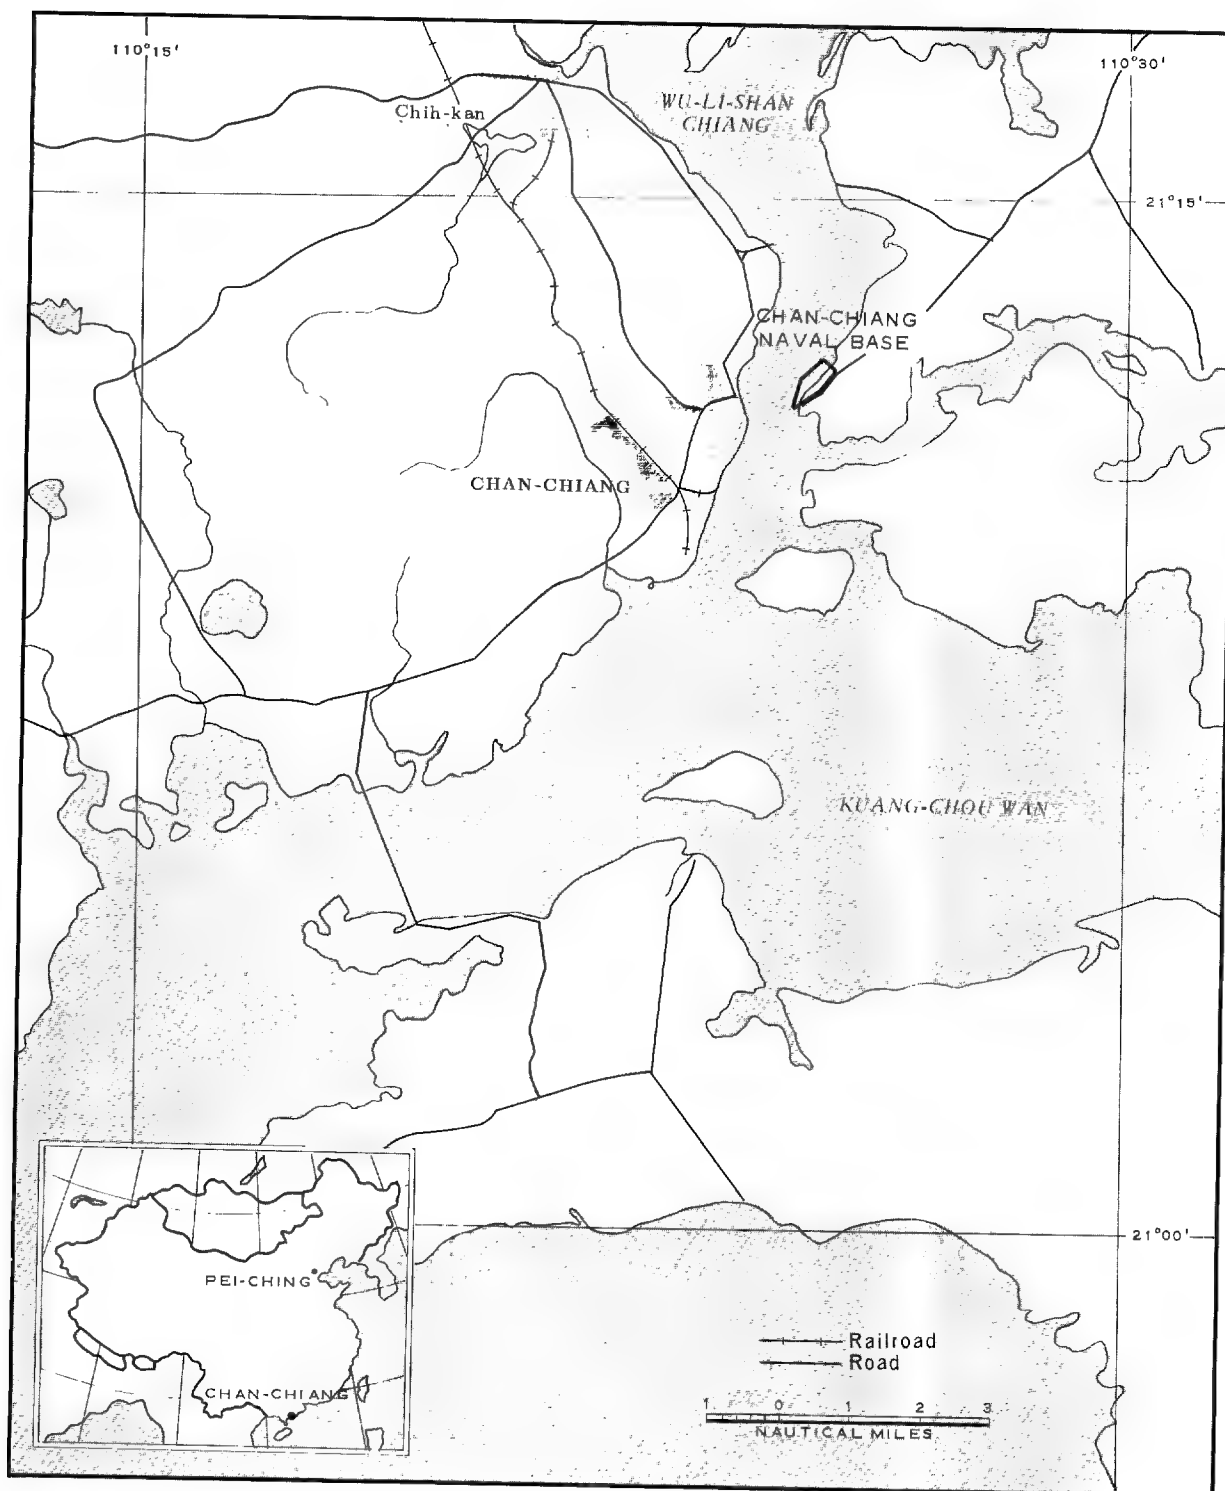 110°15'
110°30'
WU-LI-SHAN
CHIANG
Chih-kan
21°15'
CHAN-CHIANG
NAVAL BASE
CHAN-CHIANG
KUANG-CHOU WAN
21°00'
PEI-CHING
CHAN-CHIANG
Railroad
Road
1 0 1 2 3
NAUTICAL MILES